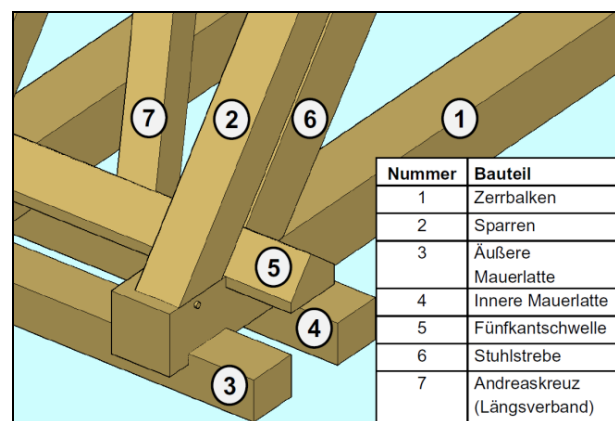 7
2
6
1
5
4
3
Nummer Bauteil
1 Zerrbalken
2 Sparren
3 Äußere
Mauerlatte
4 Innere Mauerlatte
5 Fünfkantschwelle
6 Stuhlstrebe
7 Andreaskreuz
(Längsverband)